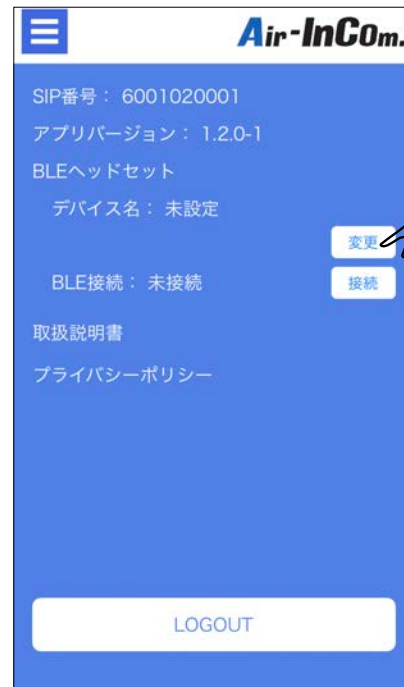 Air-InCom.
SIP番号： 6001020001
アプリバージョン： 1.2.0-1
BLEヘッドセット
デバイス名： 未設定
変更
BLE接続： 未接続
接続
取扱説明書
プライバシーポリシー
LOGOUT